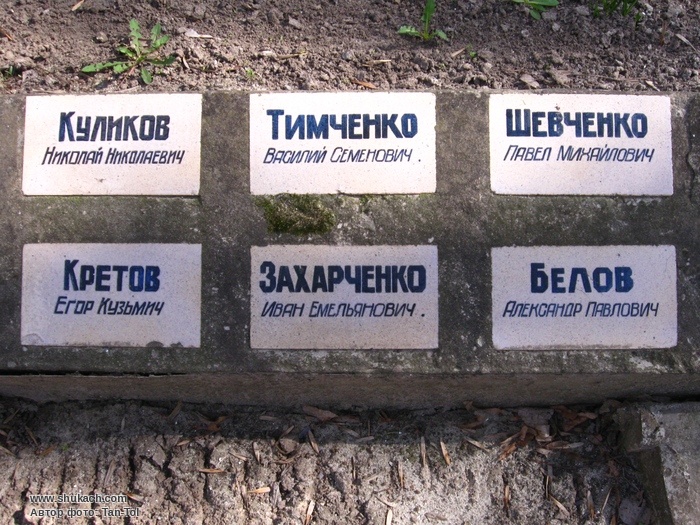 Куликов
Николай Николаевич
Тимченко
Василий Семенович .
Шевченко
Павел Михайлович
Кретов
Егор Кузьмич
Захарченко
Иван Емельянович .
Белов
Александр Павлович
www.shukach.com
Автор фото: Tan-Tol